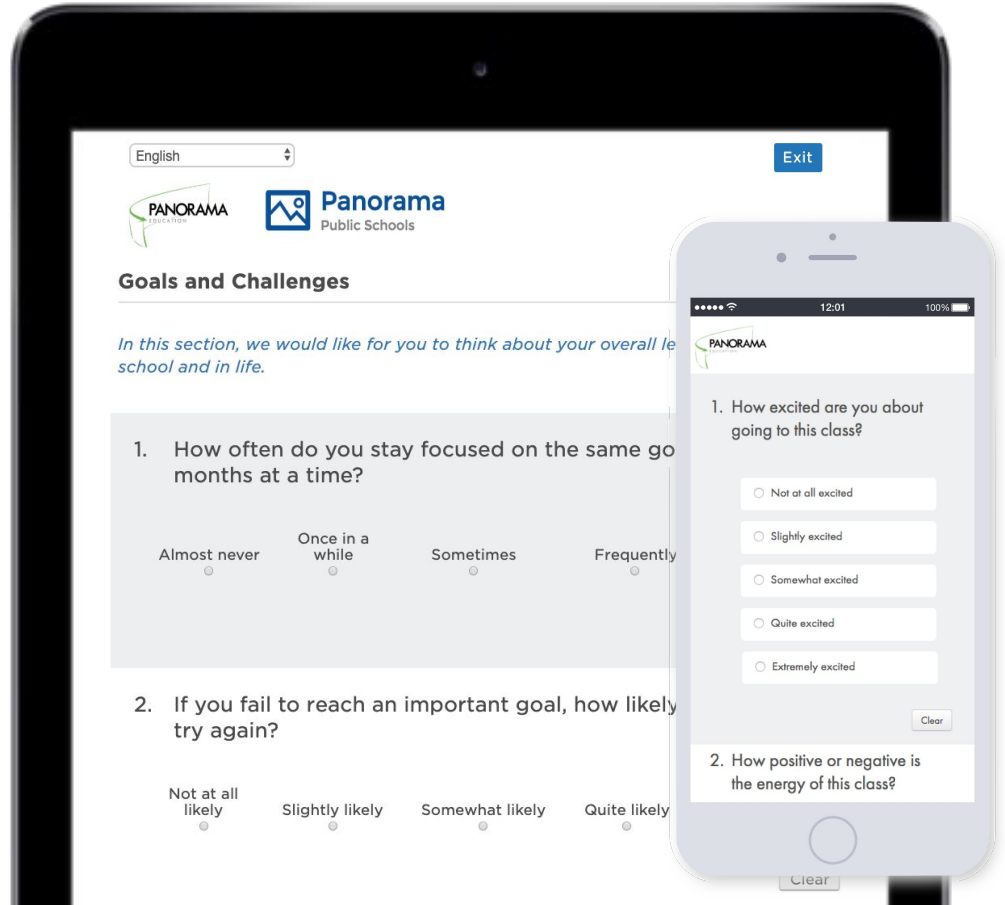 English
Exit
PANORAMA
EDUCATION
Panorama
Public Schools
Goals and Challenges
In this section, we would like for you to think about your overall le
school and in life.
1. How often do you stay focused on the same go
months at a time?
Almost never
Once in a
while
Sometimes
Frequently
2. If you fail to reach an important goal, how likely
try again?
Not at all
likely
Slightly likely
Somewhat likely
Quite likely
Clear
12:01
100%
PANORAMA
EDUCATION
1. How excited are you about
going to this class?
Not at all excited
Slightly excited
Somewhat excited
Quite excited
Extremely excited
Clear
2. How positive or negative is
the energy of this class?